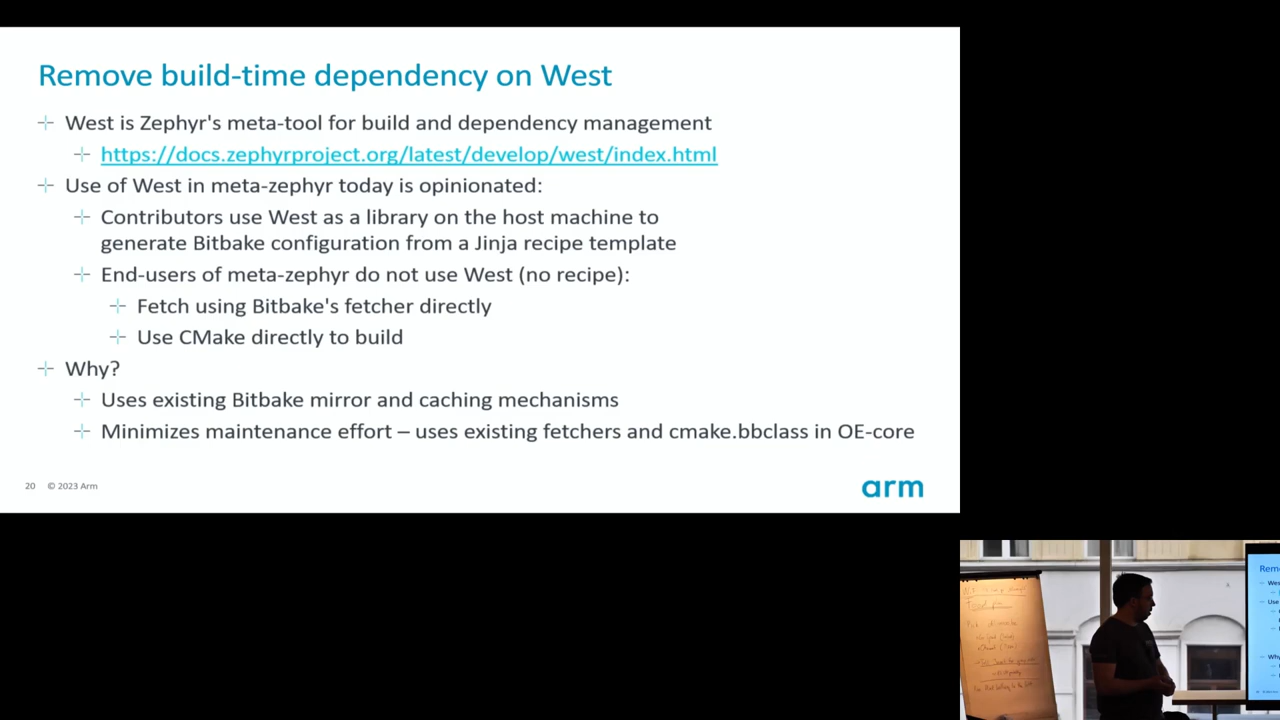 Remove build-time dependency on West
West is Zephyr's meta-tool for build and dependency management
https://docs.zephyrproject.org/latest/develop/west/index.html
Use of West in meta-zephyr today is opinionated:
Contributors use West as a library on the host machine to
generate Bitbake configuration from a Jinja recipe template
End-users of meta-zephyr do not use West (no recipe):
Fetch using Bitbake's fetcher directly
Use CMake directly to build
Why?
Uses existing Bitbake mirror and caching mechanisms
Minimizes maintenance effort – uses existing fetchers and cmake.bbclass in OE-core
20 © 2023 Arm
arm